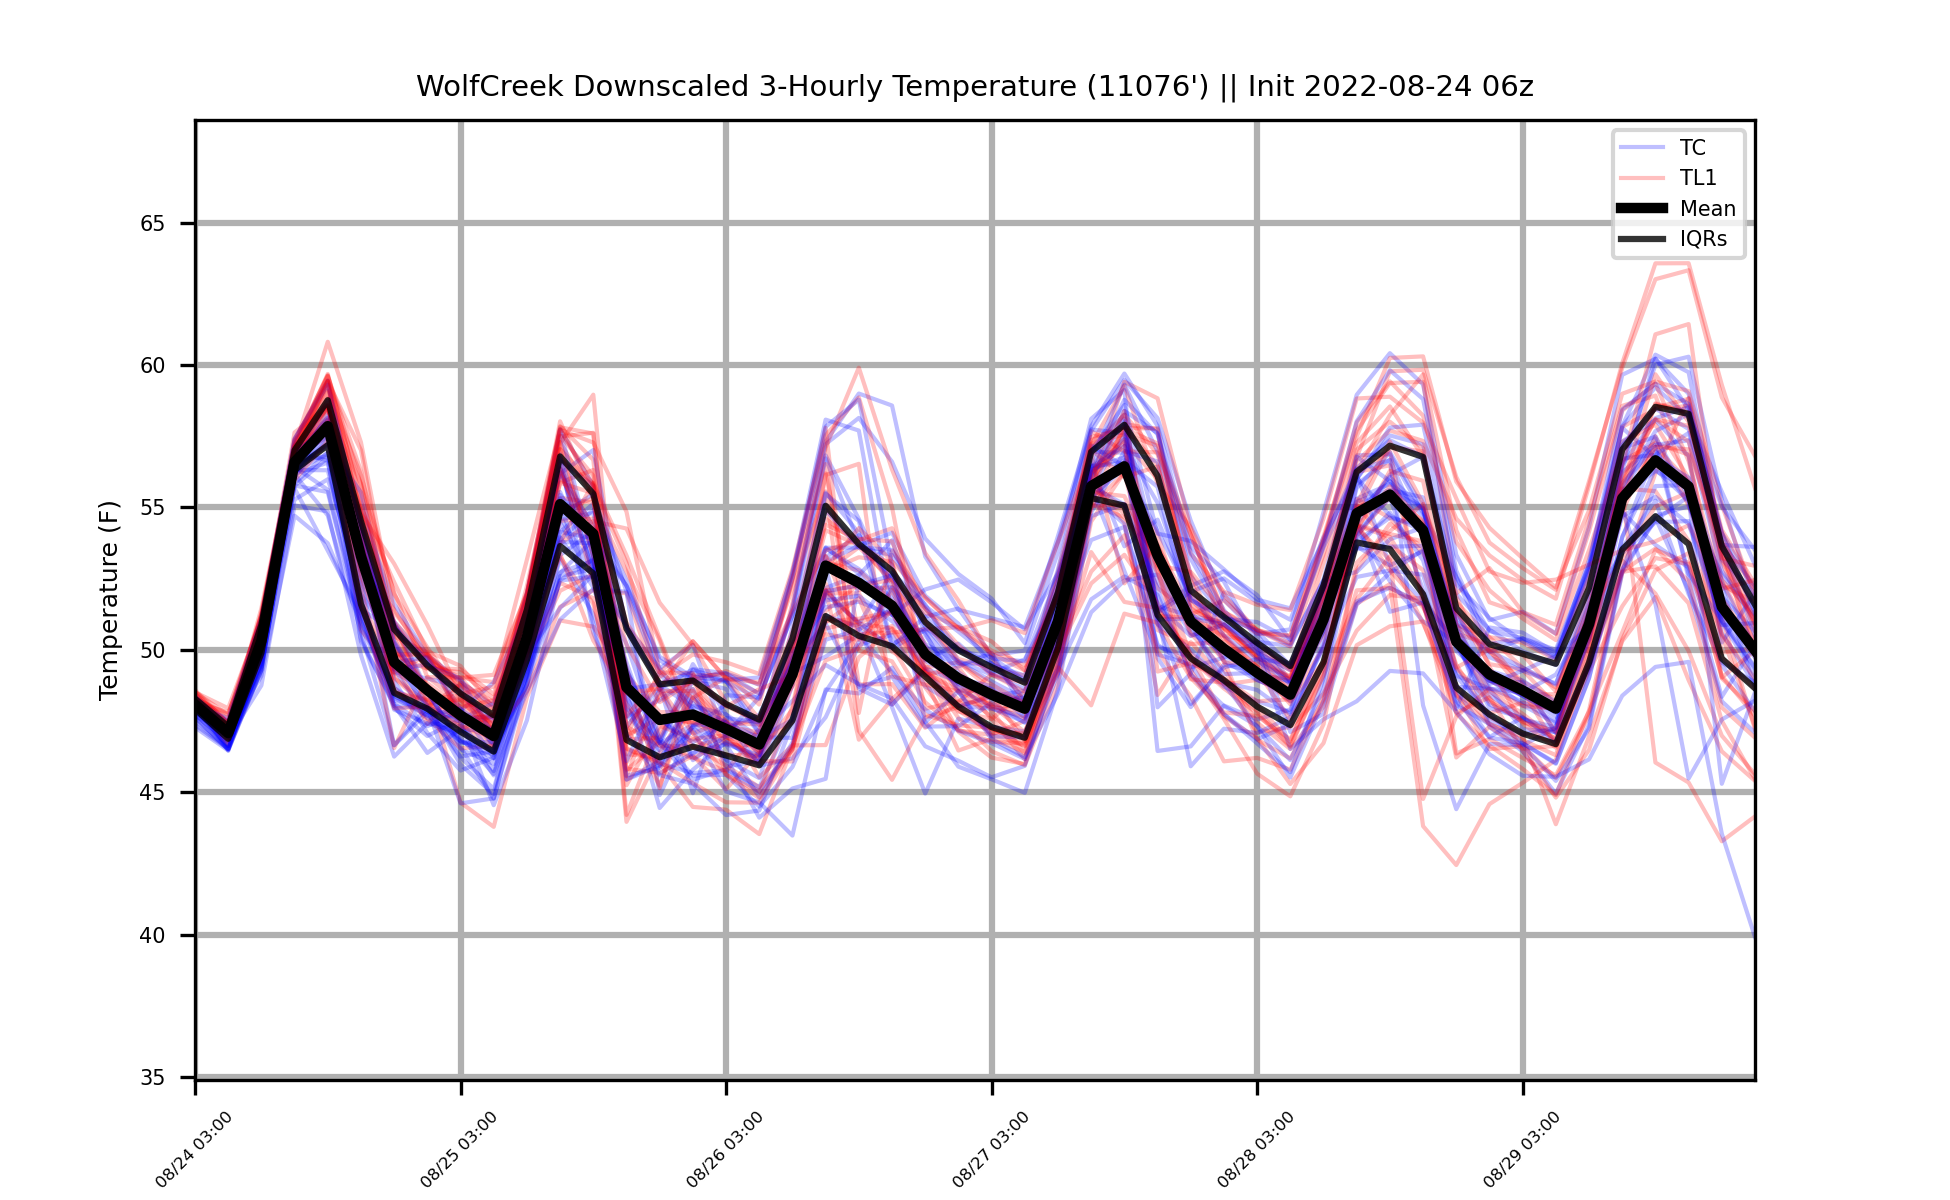 WolfCreek Downscaled 3-Hourly Temperature (11076') || Init 2022-08-24 06z
TC
TL1
Mean
IQRs
Temperature (F)
65
60
55
50
45
40
35
08/24 03:00
08/25 03:00
08/26 03:00
08/27 03:00
08/28 03:00
08/29 03:00